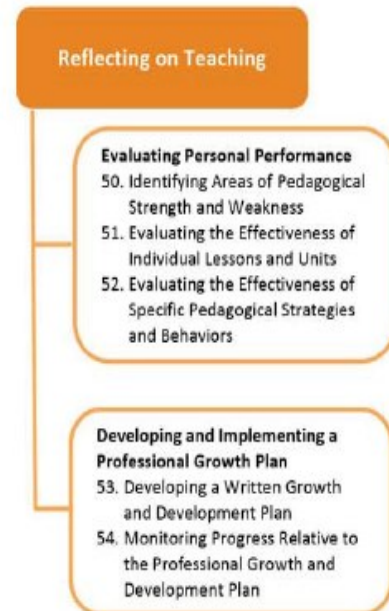 Reflecting on Teaching
Evaluating Personal Performance
50. Identifying Areas of Pedagogical
Strength and Weakness
51. Evaluating the Effectiveness of
Individual Lessons and Units
52. Evaluating the Effectiveness of
Specific Pedagogical Strategies
and Behaviors
Developing and Implementing a
Professional Growth Plan
53. Developing a Written Growth
and Development Plan
54. Monitoring Progress Relative to
the Professional Growth and
Development Plan